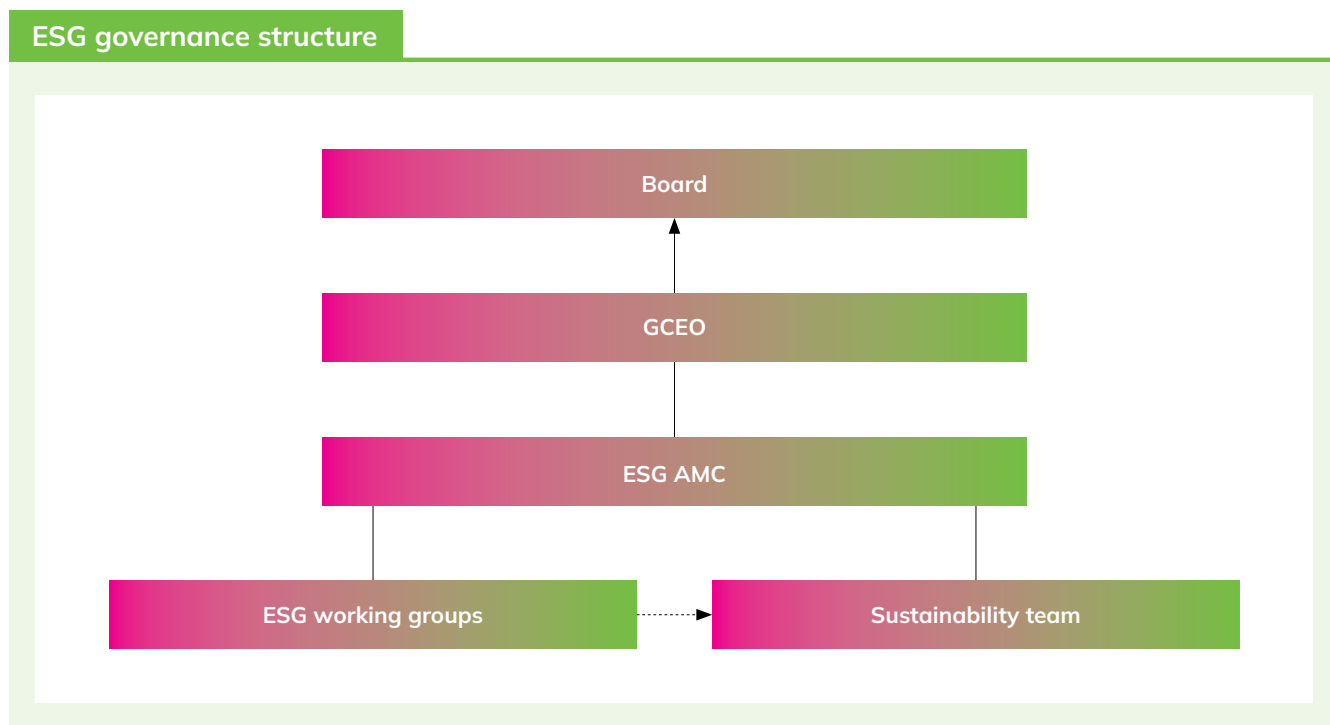 ESG governance structure
Board
GCEO
ESG AMC
ESG working groups
Sustainability team